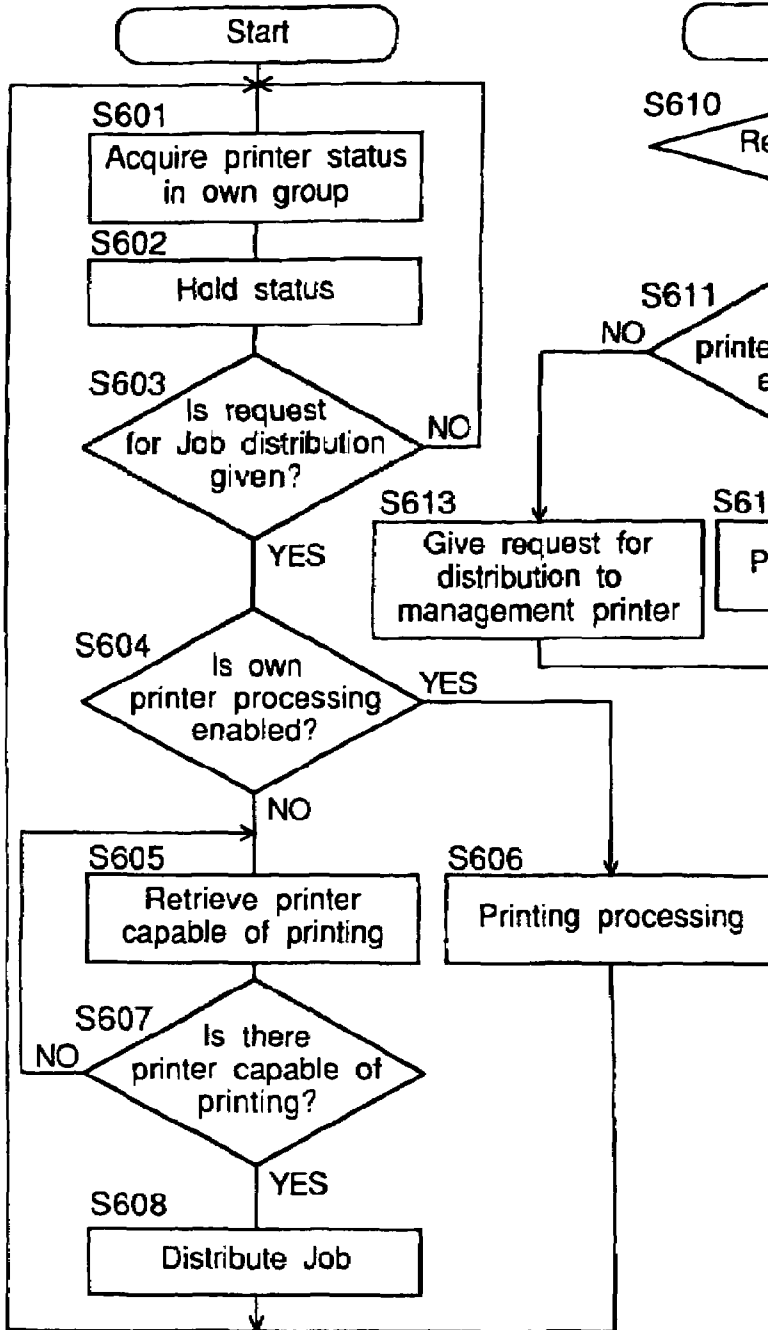 Start
S601
Acquire printer status
in own group
S602
Hold status
S603
Is request
for Job distribution
given?
NO
YES
S604
Is own
printer processing
enabled?
YES
NO
S605
Retrieve printer
capable of printing
S606
Printing processing
S607
Is there
printer capable of
printing?
NO
YES
S608
Distribute Job
S610
S611
NO
S613
Give request for
distribution to
management printer